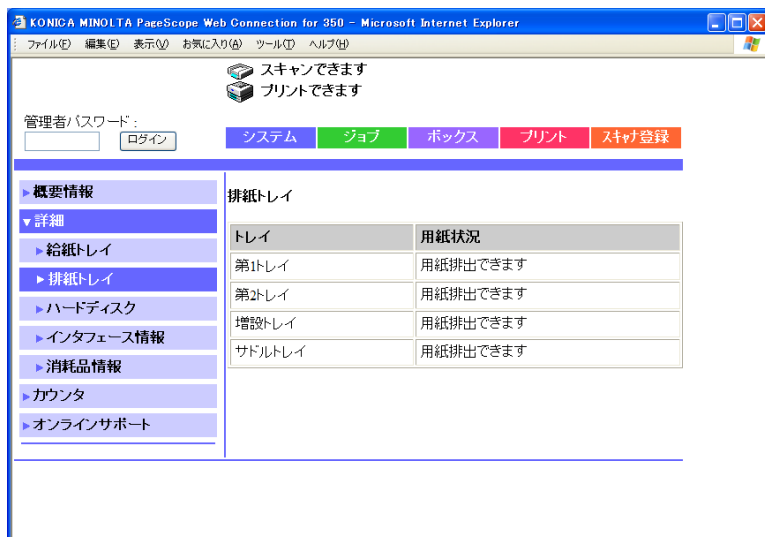 KONICA MINOLTA PageScope Web Connection for 350 - Microsoft Internet Explorer
ファイル(F) 編集(E) 表示(V) お気に入り(A) ツール(T) ヘルプ(H)
スキャンできます
プリントできます
管理者パスワード:
ログイン
システム ジョブ ボックス プリント スキャナ登録
概要情報
詳細
給紙トレイ
排紙トレイ
ハードディスク
インタフェース情報
消耗品情報
カウンタ
オンラインサポート
排紙トレイ
トレイ 用紙状況
第1トレイ 用紙排出できます
第2トレイ 用紙排出できます
増設トレイ 用紙排出できます
サドルトレイ 用紙排出できます